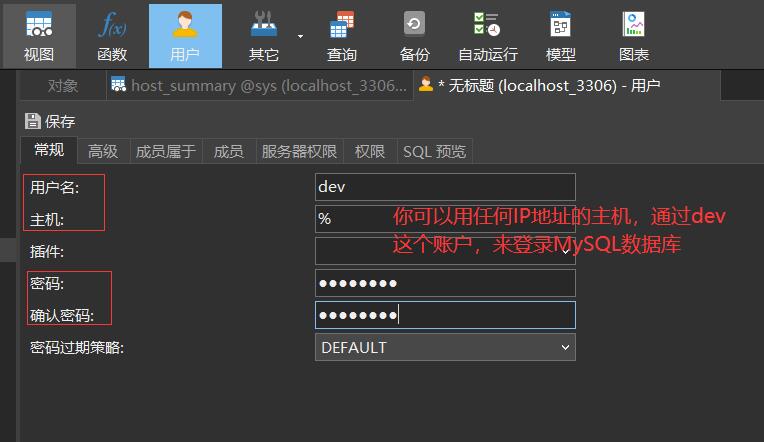 视图 函数 用户 其它 查询 备份 自动运行 模型 图表
对象 host_summary @sys (localhost_3306... * 无标题 (localhost_3306) - 用户
保存
常规 高级 成员属于 成员 服务器权限 权限 SQL 预览
用户名: dev
主机: % 你可以用任何IP地址的主机，通过dev
这个账户，来登录MySQL数据库
插件:
密码: ●●●●●●●●
确认密码: ●●●●●●●●
密码过期策略: DEFAULT